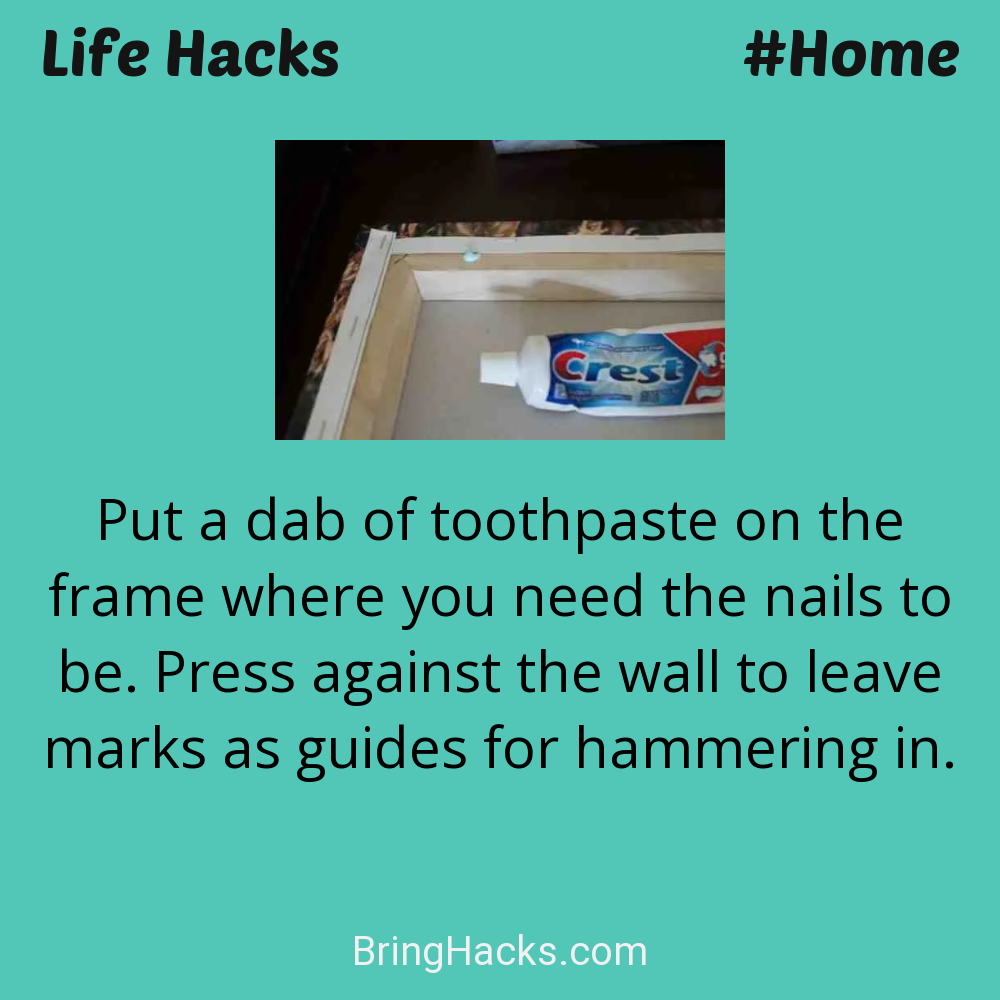 Life Hacks
#Home
Crest
Put a dab of toothpaste on the
frame where you need the nails to
be. Press against the wall to leave
marks as guides for hammering in.
BringHacks.com